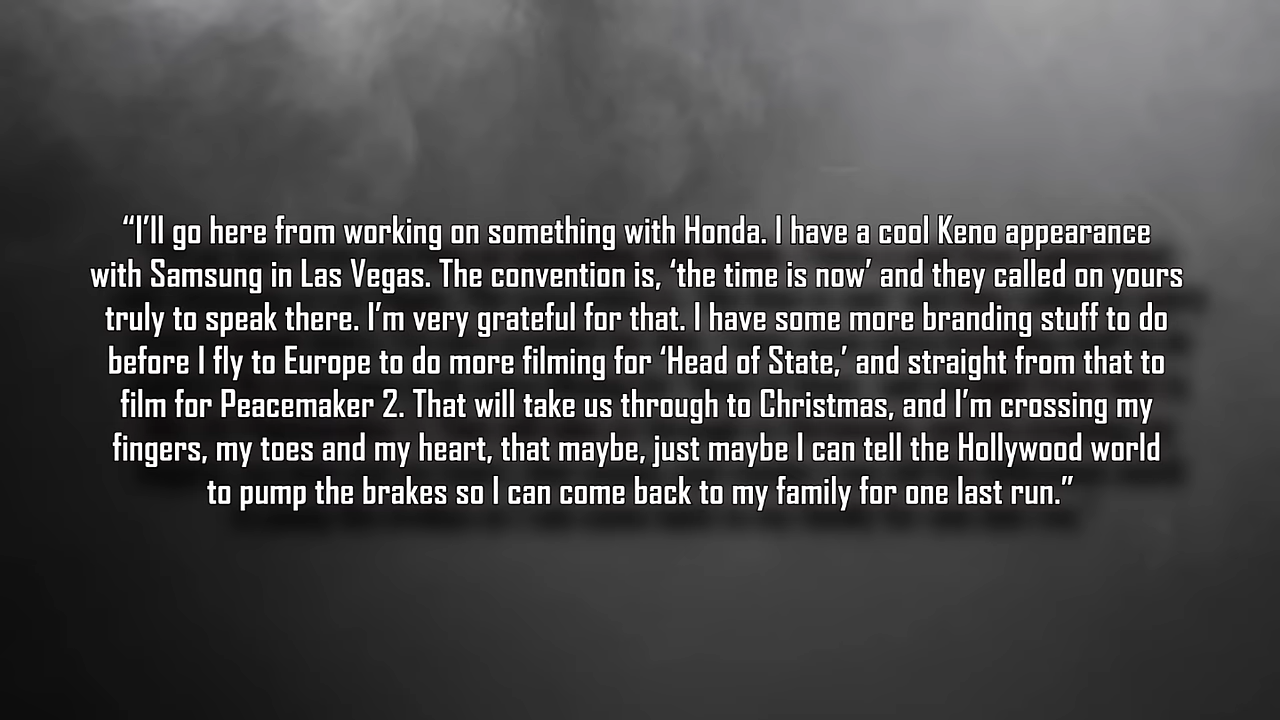 “I’ll go here from working on something with Honda. I have a cool Keno appearance
with Samsung in Las Vegas. The convention is, ‘the time is now’ and they called on yours
truly to speak there. I’m very grateful for that. I have some more branding stuff to do
before I fly to Europe to do more filming for ‘Head of State,’ and straight from that to
film for Peacemaker 2. That will take us through to Christmas, and I’m crossing my
fingers, my toes and my heart, that maybe, just maybe I can tell the Hollywood world
to pump the brakes so I can come back to my family for one last run.”